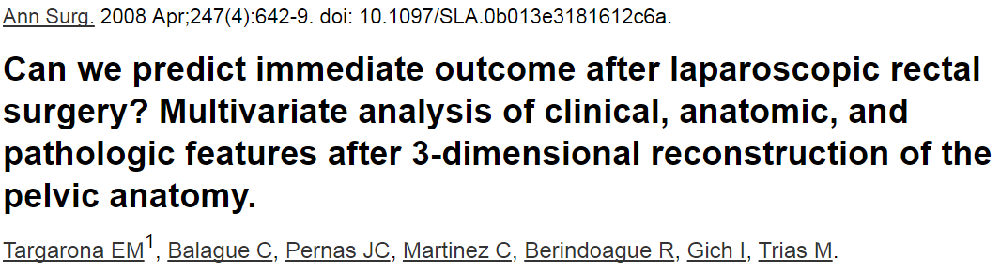 Ann Surg. 2008 Apr;247(4):642-9. doi: 10.1097/SLA.0b013e3181612c6a.
Can we predict immediate outcome after laparoscopic rectal
surgery? Multivariate analysis of clinical, anatomic, and
pathologic features after 3-dimensional reconstruction of the
pelvic anatomy.
Targarona EM1, Balague C, Pernas JC, Martinez C, Berindoague R, Gich I, Trias M.